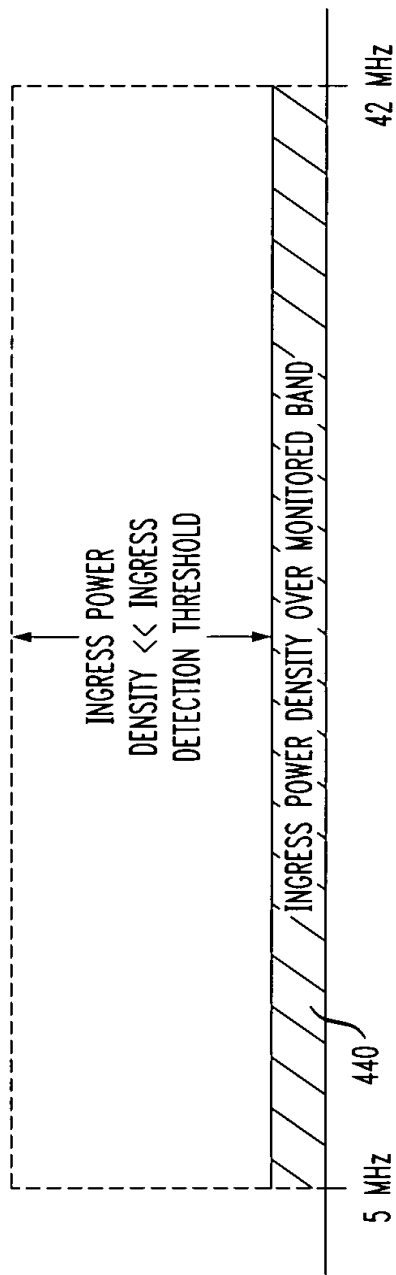 INGRESS POWER
DENSITY << INGRESS
DETECTION THRESHOLD
INGRESS POWER DENSITY OVER MONITORED BAND
440
5 MHz
42 MHz